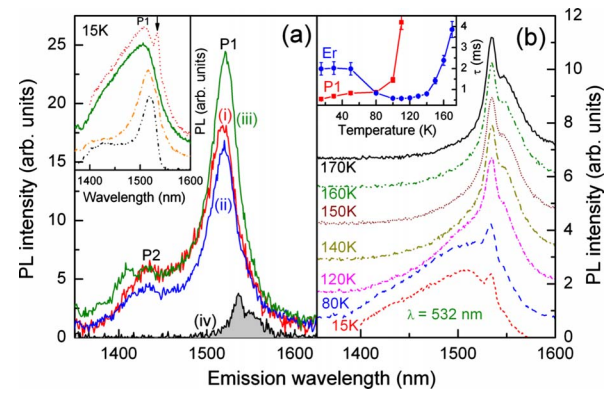 (a)
25
20
15
10
5
0
PL intensity (arb. units)
1400
1500
1600
P1
(i)
(iii)
(ii)
P2
(iv)
15K
P1
PL (arb. units)
1400
1500
1600
Wavelength (nm)
(b)
Er
P1
4
3
2
1
0
τ (ms)
40
80
120
160
Temperature (K)
170K
160K
150K
140K
120K
80K
15K
λ = 532 nm
1400
1500
1600
12
10
8
6
4
2
0
PL intensity (arb. units)
Emission wavelength (nm)